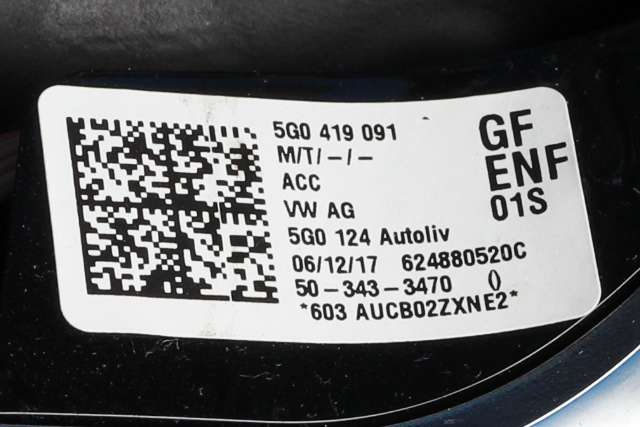 5G0 419 091
M/T/-/-
ACC
VW AG
5G0 124 Autoliv
06/12/17 624880520C
50-343-3470 ()
*603 AUCB02ZXNE2*
GF
ENF
01S